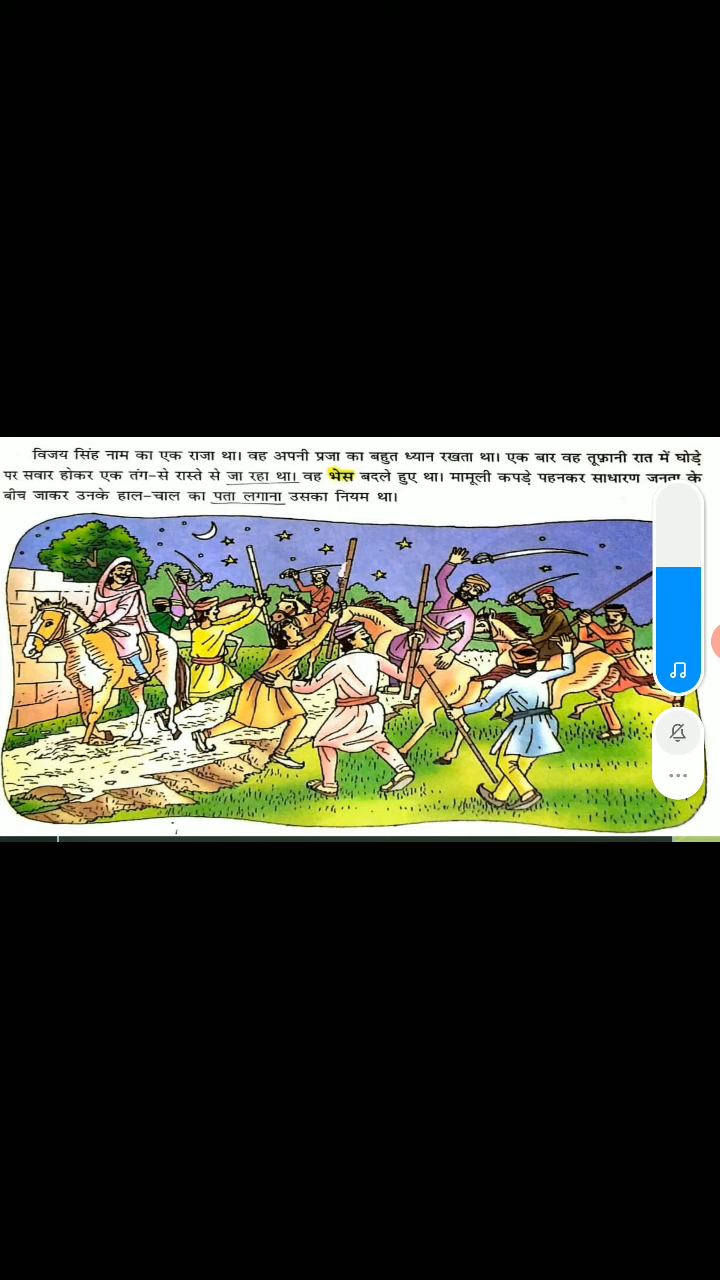 विजय सिंह नाम का एक राजा था। वह अपनी प्रजा का बहुत ध्यान रखता था। एक बार वह तूफ़ानी रात में घोड़े
पर सवार होकर एक तंग-से रास्ते से जा रहा था। वह भेस बदले हुए था। मामूली कपड़े पहनकर साधारण जनता के
बीच जाकर उनके हाल-चाल का पता लगाना उसका नियम था।